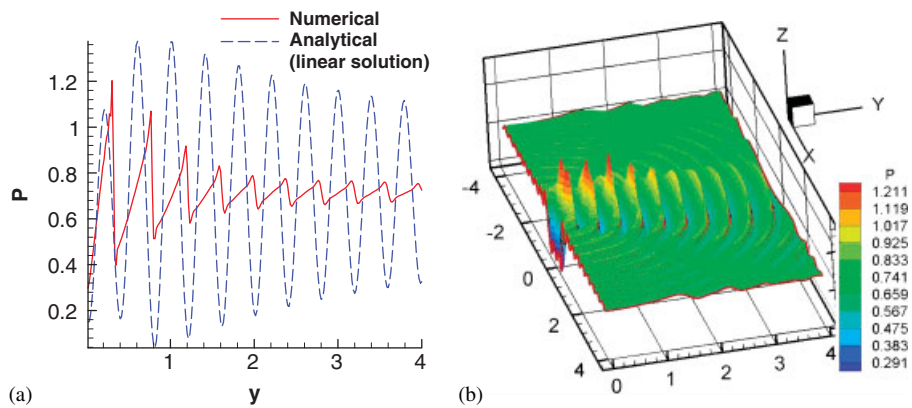 Numerical
Analytical
(linear solution)
P
1.2
1
0.8
0.6
0.4
0.2
1 2 3 4
y
(a)
Z
Y
X
-4
-2
0
2
4
0 1 2 3 4
P
1.211
1.119
1.017
0.925
0.833
0.741
0.659
0.567
0.475
0.383
0.291
(b)